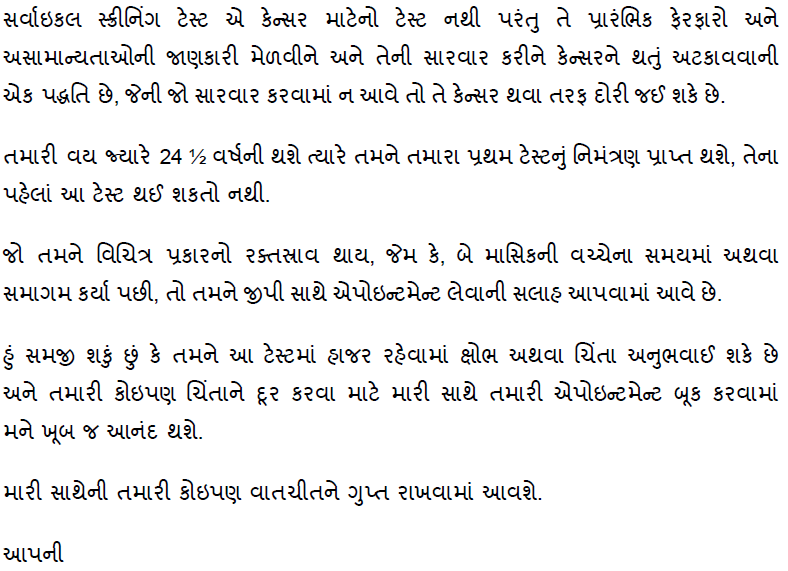 સર્વાઇકલ સ્ક્રીનિંગ ટેસ્ટ એ કેન્સર માટેનો ટેસ્ટ નથી પરંતુ તે પ્રારંભિક ફેરફારો અને
અસામાન્યતાઓની જાણકારી મેળવીને અને તેની સારવાર કરીને કેન્સરને થતું અટકાવવાની
એક પદ્ધતિ છે, જેની જો સારવાર કરવામાં ન આવે તો તે કેન્સર થવા તરફ દોરી જઈ શકે છે.
તમારી વય જ્યારે 24 ½ વર્ષની થશે ત્યારે તમને તમારા પ્રથમ ટેસ્ટનું નિમંત્રણ પ્રાપ્ત થશે, તેના
પહેલાં આ ટેસ્ટ થઈ શકતો નથી.
જો તમને વિચિત્ર પ્રકારનો રક્તસ્રાવ થાય, જેમ કે, બે માસિકની વચ્ચેના સમયમાં અથવા
સમાગમ કર્યા પછી, તો તમને જીપી સાથે એપોઇન્ટમેન્ટ લેવાની સલાહ આપવામાં આવે છે.
હું સમજી શકું છું કે તમને આ ટેસ્ટમાં હાજર રહેવામાં ક્ષોભ અથવા ચિંતા અનુભવાઈ શકે છે
અને તમારી કોઇપણ ચિંતાને દૂર કરવા માટે મારી સાથે તમારી એપોઇન્ટમેન્ટ બૂક કરવામાં
મને ખૂબ જ આનંદ થશે.
મારી સાથેની તમારી કોઇપણ વાતચીતને ગુપ્ત રાખવામાં આવશે.
આપની